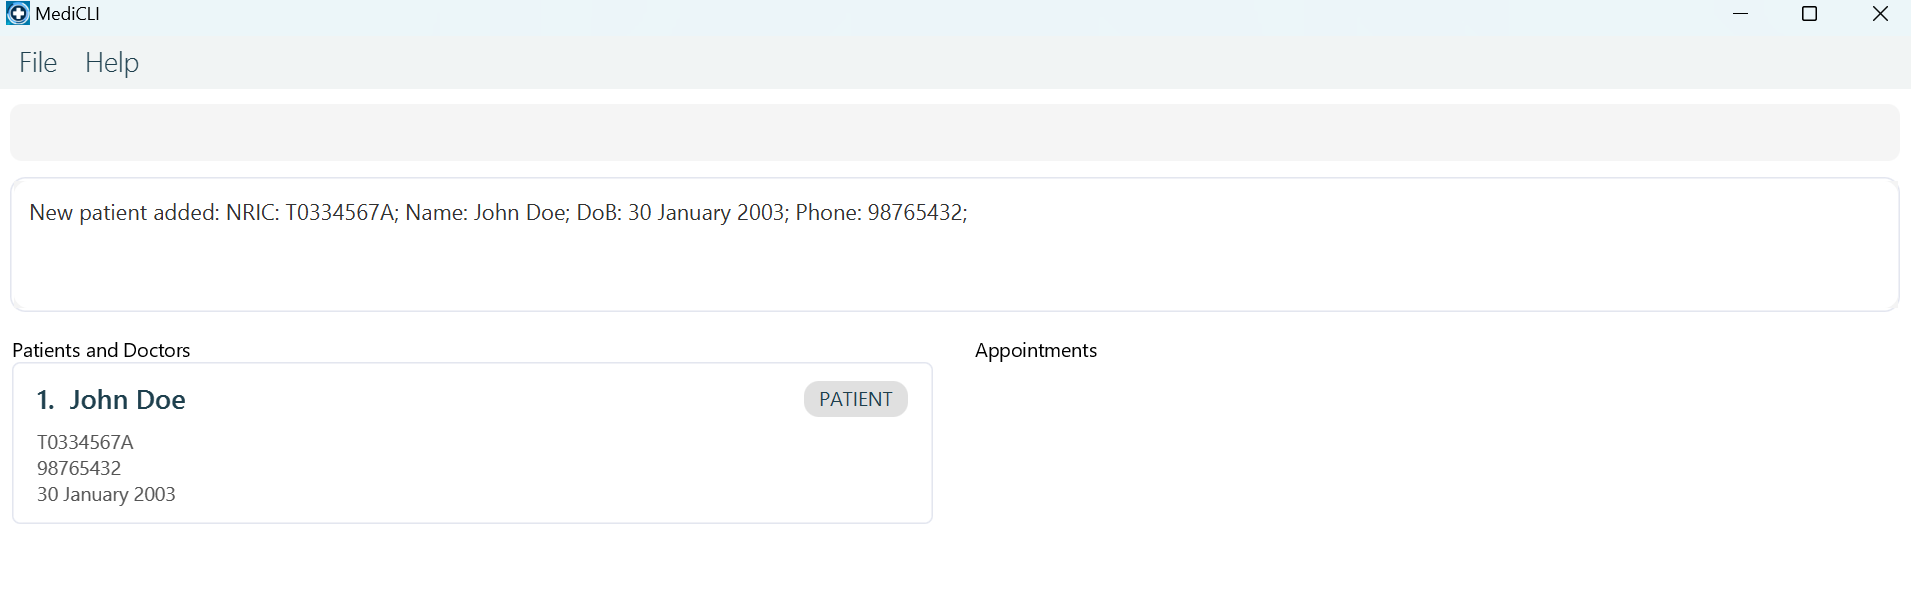 MediCLI
File Help
New patient added: NRIC: T0334567A; Name: John Doe; DoB: 30 January 2003; Phone: 98765432;
Patients and Doctors
1. John Doe
PATIENT
T0334567A
98765432
30 January 2003
Appointments